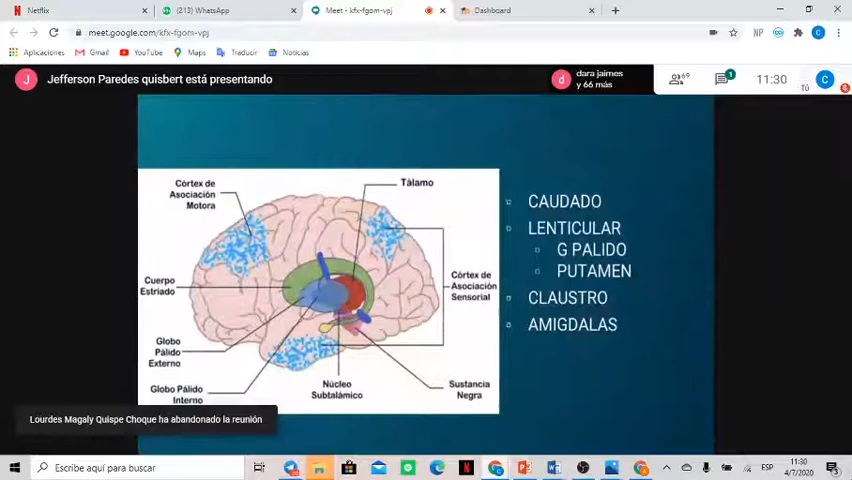 Netflix
(213) WhatsApp
Meet - kfx-fgom-vpj
Dashboard
meet.google.com/kfx-fgom-vpj
NP
C
Aplicaciones
Gmail
YouTube
Maps
Traducir
Noticias
J
Jefferson Paredes quisbert está presentando
d
dara jaimes
y 66 más
69
1
11:30
Tú
C
Córtex de
Asociación
Motora
Tálamo
Cuerpo
Estriado
Córtex de
Asociación
Sensorial
Globo
Pálido
Externo
Globo Pálido
Interno
Núcleo
Subtalámico
Sustancia
Negra
CAUDADO
LENTICULAR
G PALIDO
PUTAMEN
CLAUSTRO
AMIGDALAS
Lourdes Magaly Quispe Choque ha abandonado la reunión
Escribe aquí para buscar
ESP
11:30
4/7/2020